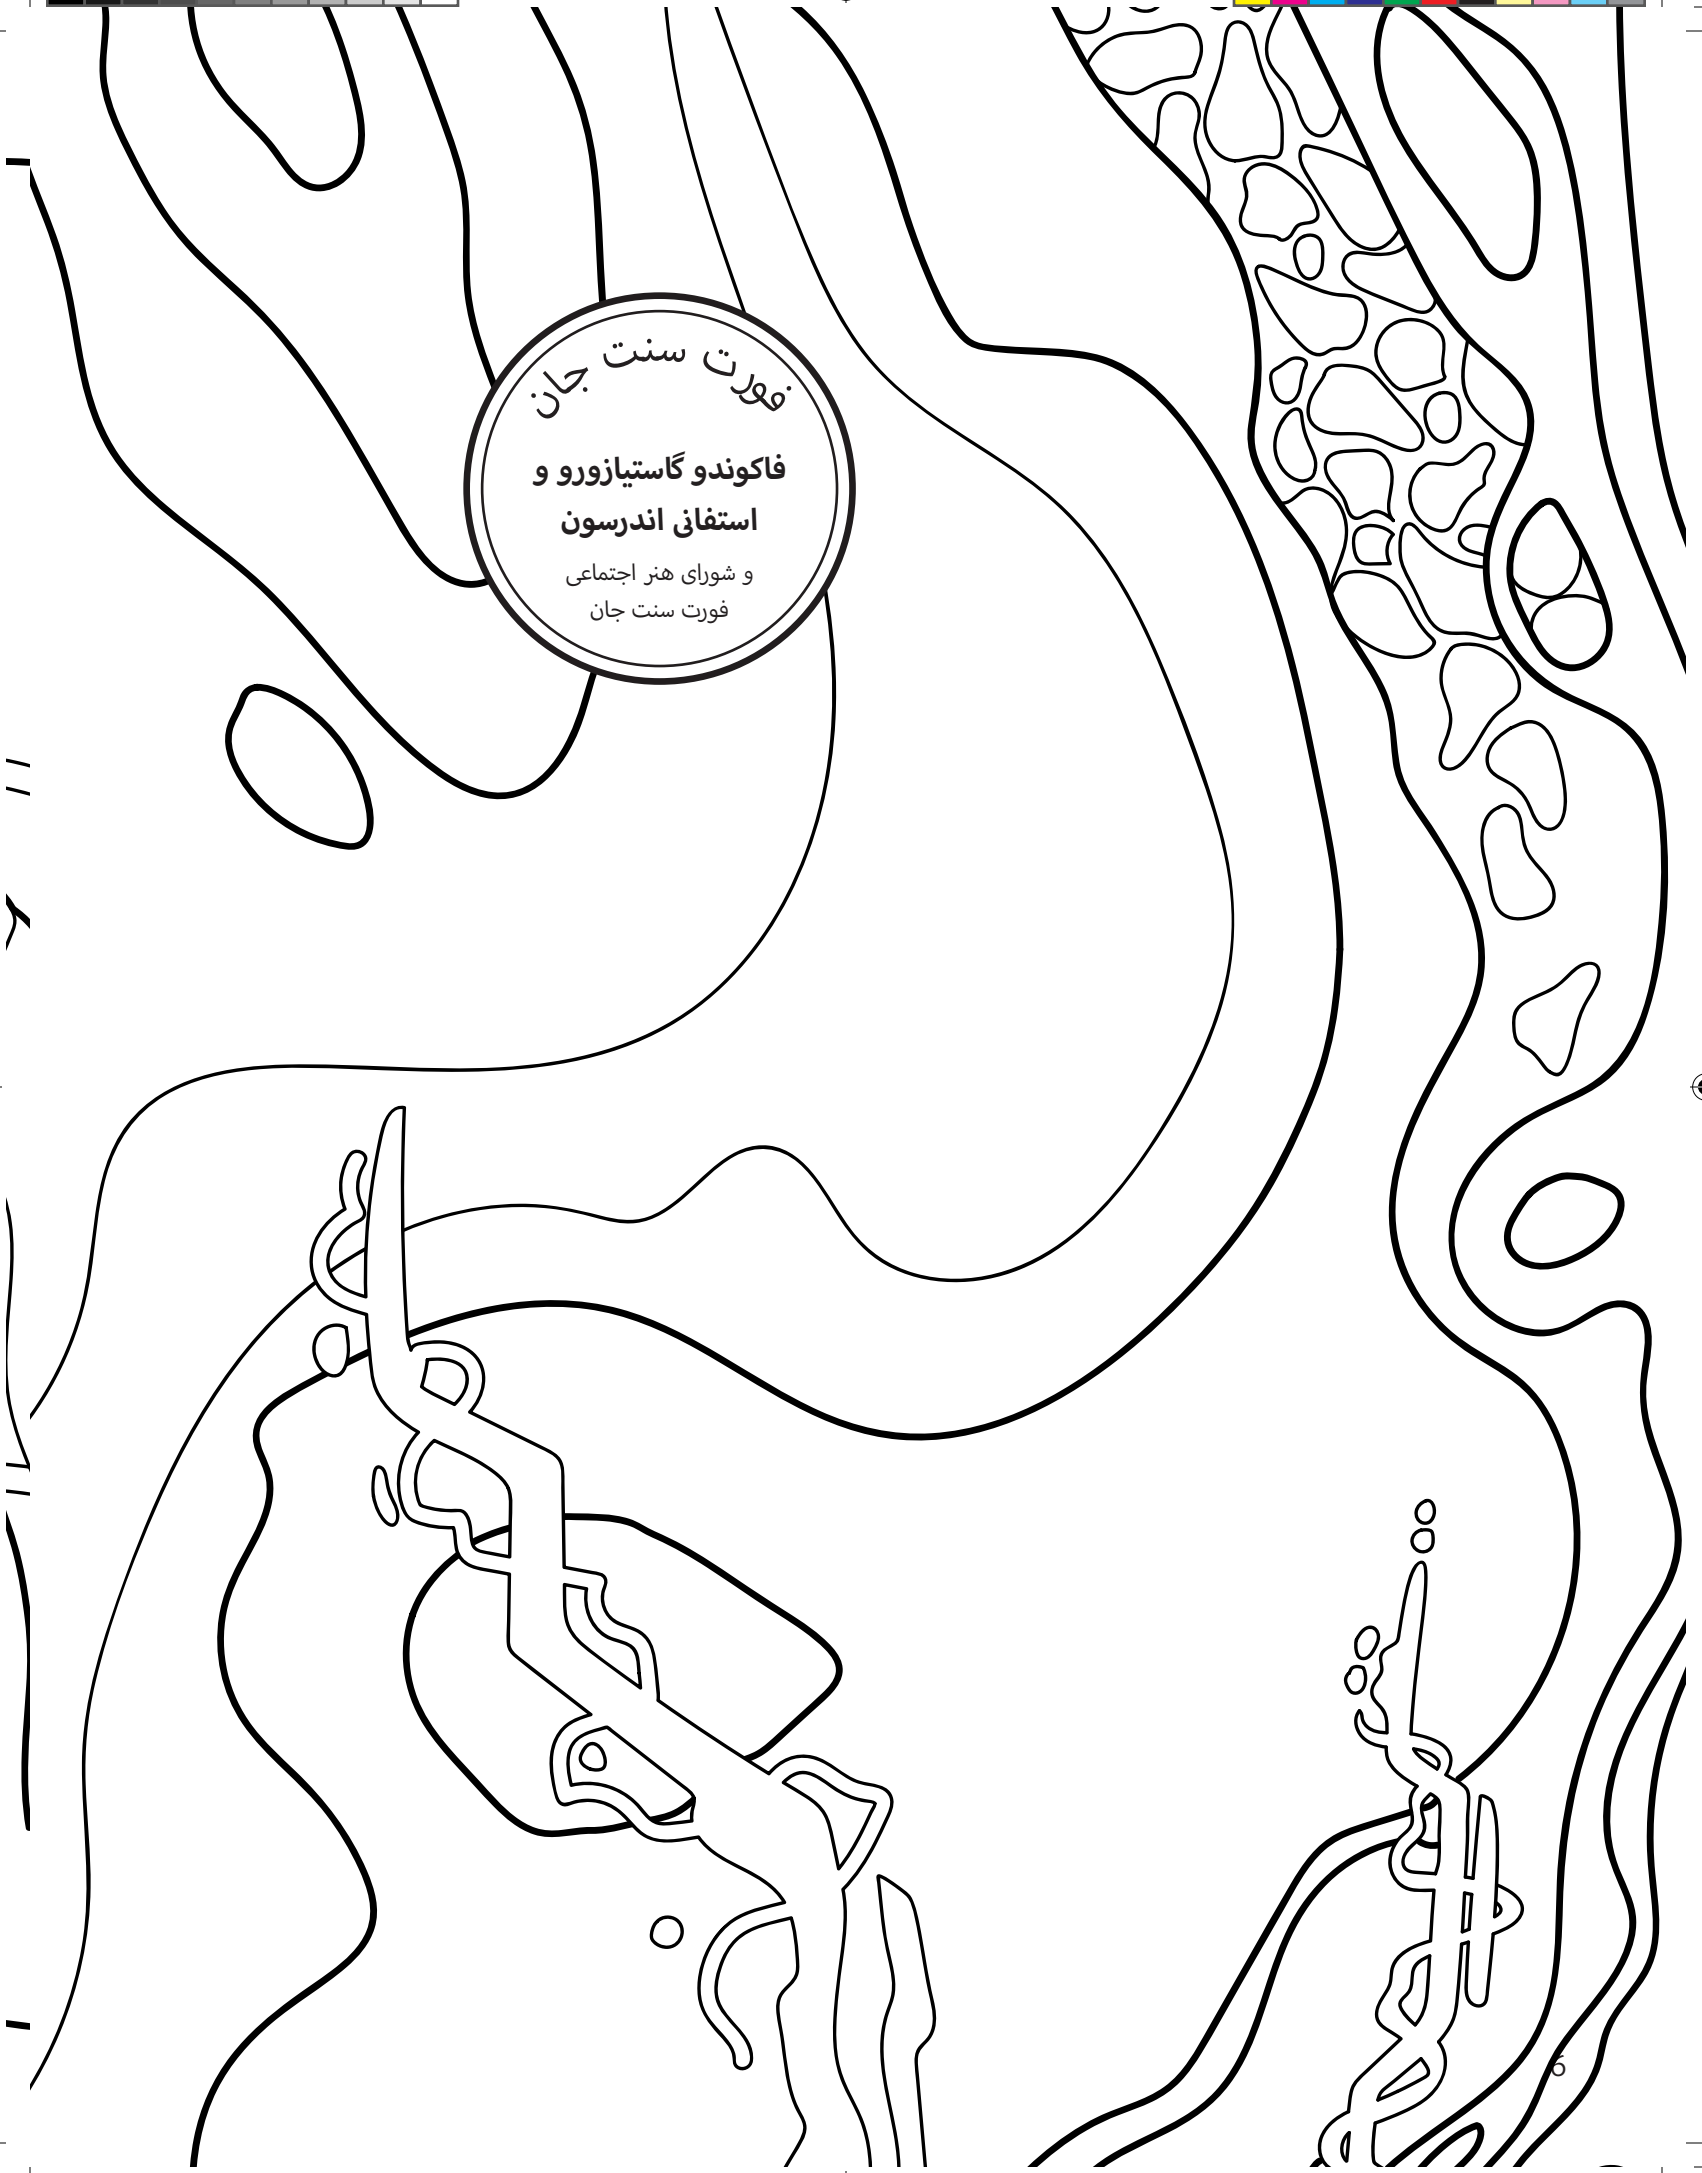 فورت سنت جان
فاکوندو گاستیازورو و
استفانی اندرسون
و شورای هنر اجتماعی
فورت سنت جان
6